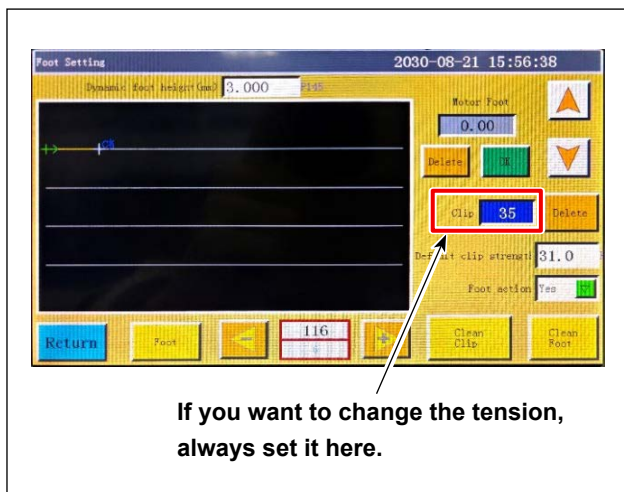 Foot Setting 2030-08-21 15:56:38
Dynamic foot height(mm) 3.000 P145
Motor Foot
0.00
Delete OK
C%
Clip 35 Delete
Default clip strength 31.0
Foot action Yes
Return Foot 116 Clean Clip Clean Foot
If you want to change the tension,
always set it here.